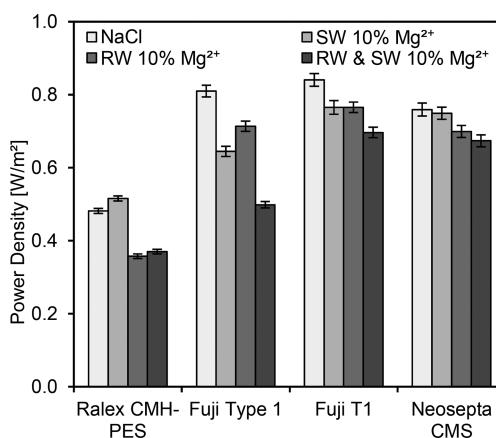 1.0
NaCl
SW 10% Mg²⁺
RW 10% Mg²⁺
RW & SW 10% Mg²⁺
0.8
0.6
0.4
0.2
0.0
Power Density [W/m²]
Ralex CMH-
PES
Fuji Type 1
Fuji T1
Neosepta
CMS